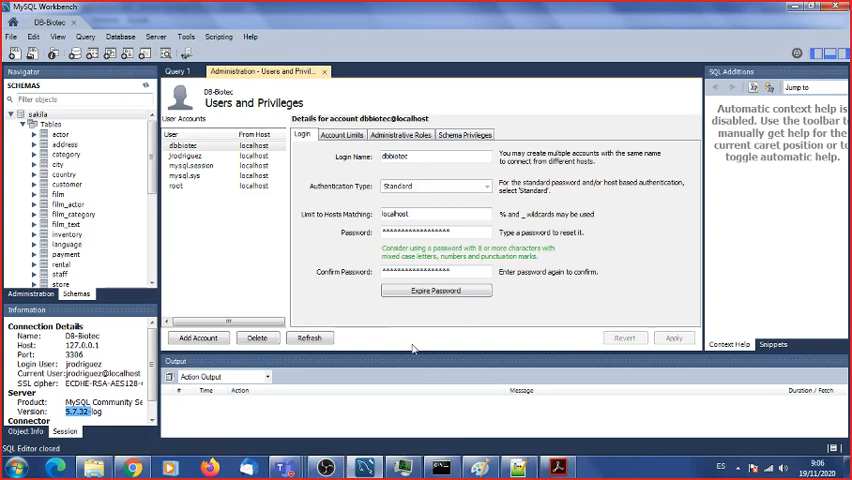 MySQL Workbench
DB-Biotec
File Edit View Query Database Server Tools Scripting Help
Navigator
SCHEMAS
Filter objects
sakila
Tables
actor
address
category
city
country
customer
film
film_actor
film_category
film_text
inventory
language
payment
rental
staff
store
Administration Schemas
Information
Connection Details
Name: DB-Biotec
Host: 127.0.0.1
Port: 3306
Login User: jrodriguez
Current User: jrodriguez@localhost
SSL cipher: ECDHE-RSA-AES128-
Server
Product: MySQL Community Se
Version: 5.7.32-log
Connector
Object Info Session
SQL Editor closed
Query 1 Administration - Users and Privil...
DB-Biotec
Users and Privileges
User Accounts
User From Host
dbbiotec localhost
jrodriguez localhost
mysql.session localhost
mysql.sys localhost
root localhost
Add Account Delete Refresh
Details for account dbbiotec@localhost
Login Account Limits Administrative Roles Schema Privileges
Login Name: dbbiotec You may create multiple accounts with the same name
to connect from different hosts.
Authentication Type: Standard For the standard password and/or host based authentication,
select 'Standard'.
Limit to Hosts Matching: localhost % and _ wildcards may be used
Password: ****************** Type a password to reset it.
Consider using a password with 8 or more characters with
mixed case letters, numbers and punctuation marks.
Confirm Password: ****************** Enter password again to confirm.
Expire Password
Revert Apply
Output
Action Output
# Time Action Message Duration / Fetch
SQL Additions
Jump to
Automatic context help is
disabled. Use the toolbar to
manually get help for the
current caret position or to
toggle automatic help.
Context Help Snippets
ES
9:06
19/11/2020